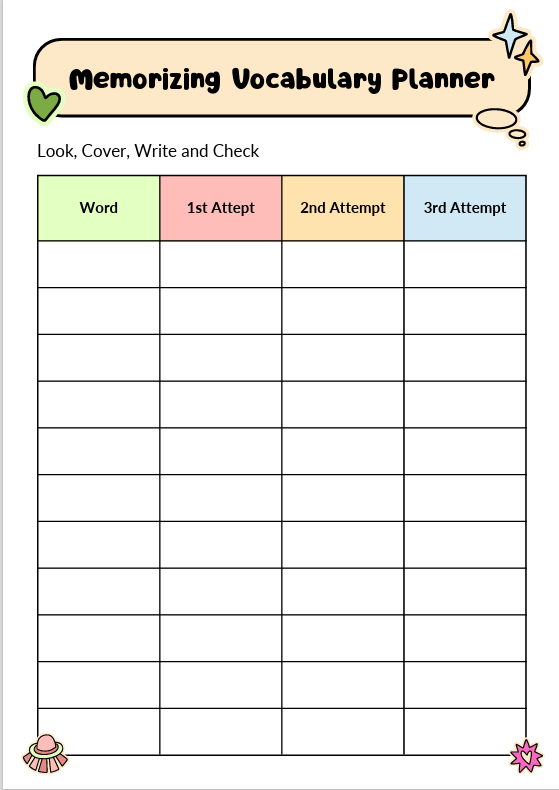 Memorizing Vocabulary Planner
Look, Cover, Write and Check
Word 1st Attept 2nd Attempt 3rd Attempt